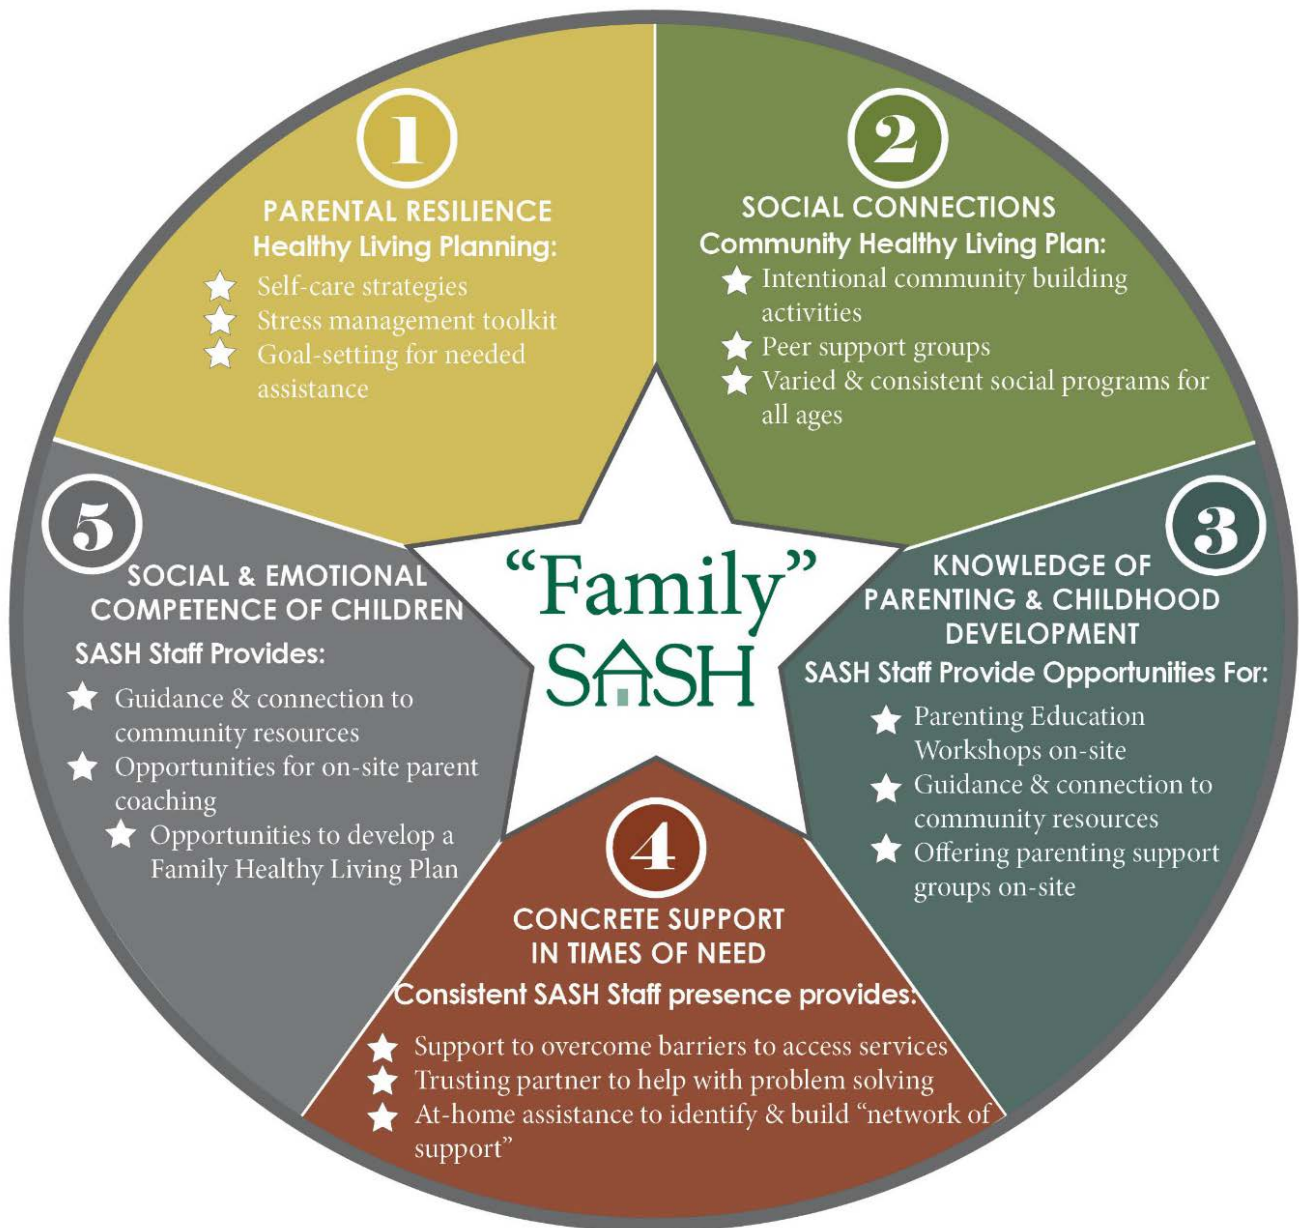 1
PARENTAL RESILIENCE
Healthy Living Planning:
Self-care strategies
Stress management toolkit
Goal-setting for needed
assistance
2
SOCIAL CONNECTIONS
Community Healthy Living Plan:
Intentional community building
activities
Peer support groups
Varied & consistent social programs for
all ages
3
KNOWLEDGE OF
PARENTING & CHILDHOOD
DEVELOPMENT
SASH Staff Provide Opportunities For:
Parenting Education
Workshops on-site
Guidance & connection to
community resources
Offering parenting support
groups on-site
4
CONCRETE SUPPORT
IN TIMES OF NEED
Consistent SASH Staff presence provides:
Support to overcome barriers to access services
Trusting partner to help with problem solving
At-home assistance to identify & build “network of
support”
5
SOCIAL & EMOTIONAL
COMPETENCE OF CHILDREN
SASH Staff Provides:
Guidance & connection to
community resources
Opportunities for on-site parent
coaching
Opportunities to develop a
Family Healthy Living Plan
“Family”
SASH